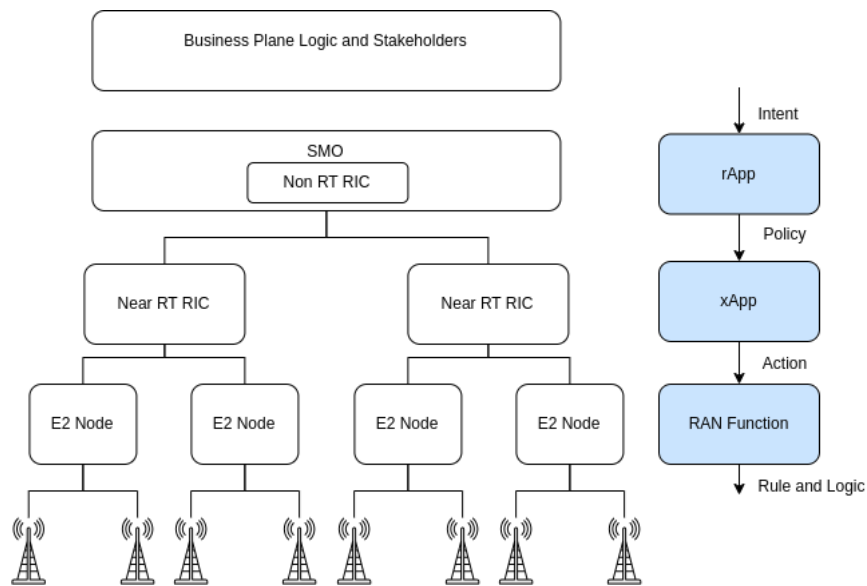 Business Plane Logic and Stakeholders
SMO
Non RT RIC
Near RT RIC
Near RT RIC
E2 Node
E2 Node
E2 Node
E2 Node
Intent
rApp
Policy
xApp
Action
RAN Function
Rule and Logic